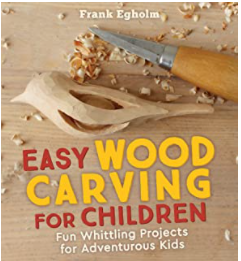 Frank Egholm
EASY WOOD
CARVING
FOR CHILDREN
Fun Whittling Projects
for Adventurous Kids